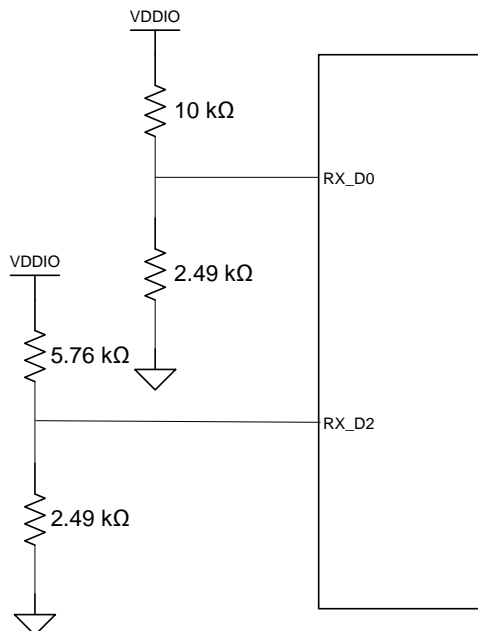 VDDIO
10 kΩ
RX_D0
2.49 kΩ
VDDIO
5.76 kΩ
RX_D2
2.49 kΩ